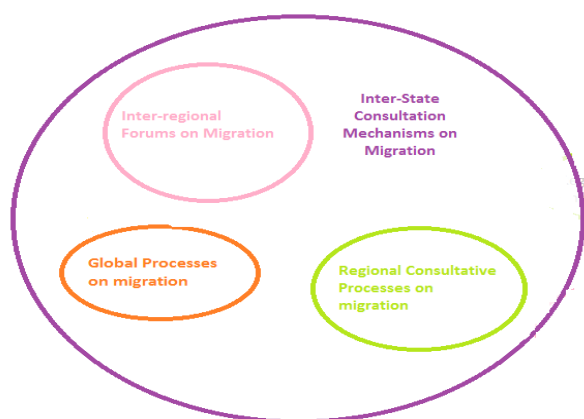 Inter-regional
Forums on Migration
Inter-State
Consultation
Mechanisms on
Migration
Global Processes
on migration
Regional Consultative
Processes on
migration